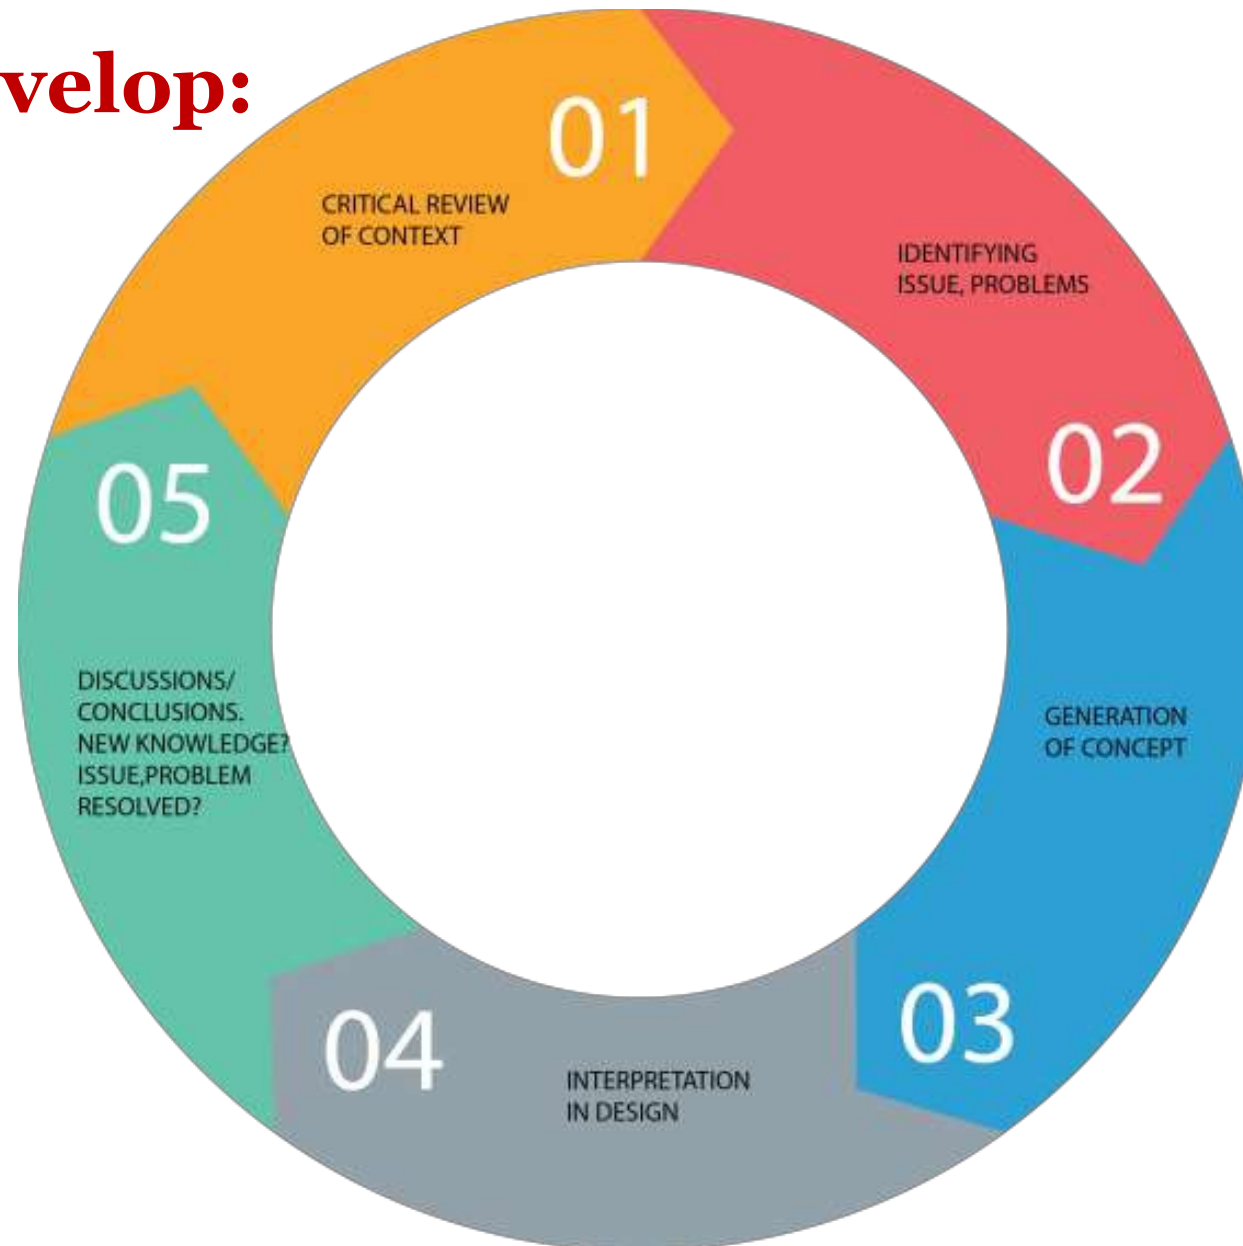 velop:
01
CRITICAL REVIEW
OF CONTEXT
IDENTIFYING
ISSUE, PROBLEMS
02
GENERATION
OF CONCEPT
03
INTERPRETATION
IN DESIGN
04
DISCUSSIONS/
CONCLUSIONS.
NEW KNOWLEDGE?
ISSUE,PROBLEM
RESOLVED?
05